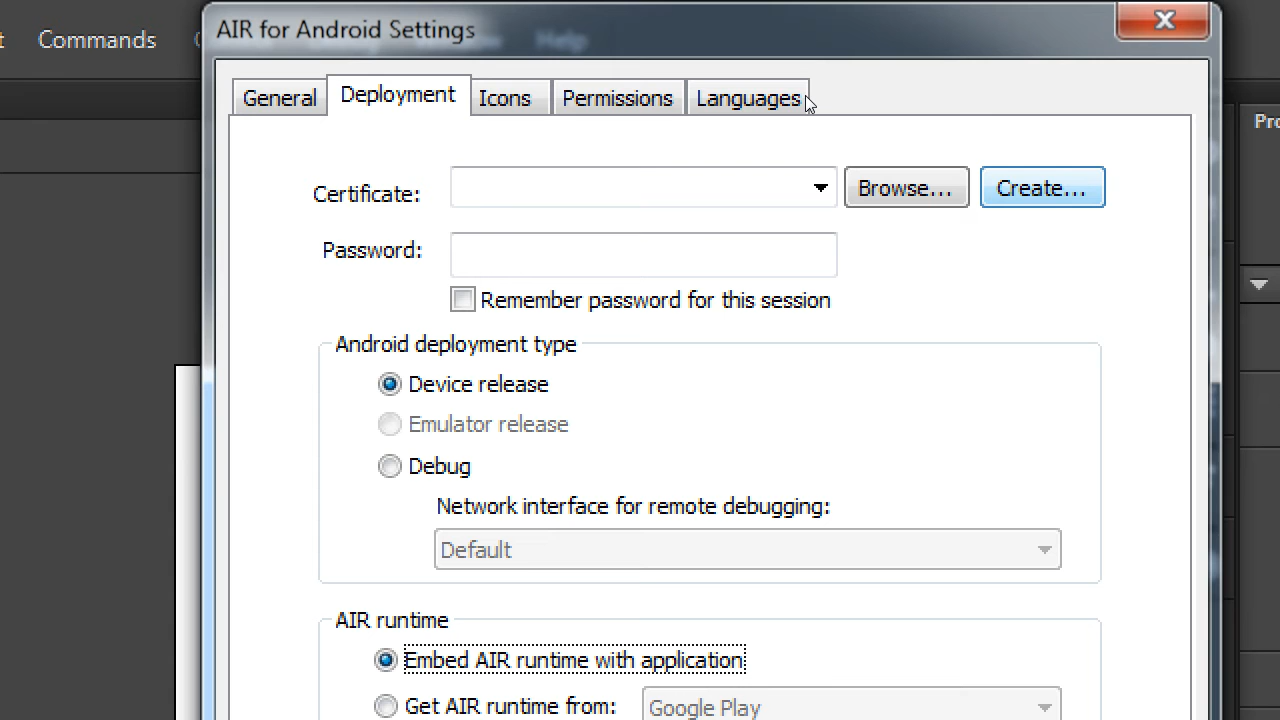 AIR for Android Settings
t Commands Help
General Deployment Icons Permissions Languages
Pro
Certificate: Browse... Create...
Password:
Remember password for this session
Android deployment type
Device release
Emulator release
Debug
Network interface for remote debugging:
Default
AIR runtime
Embed AIR runtime with application
Get AIR runtime from: Google Play